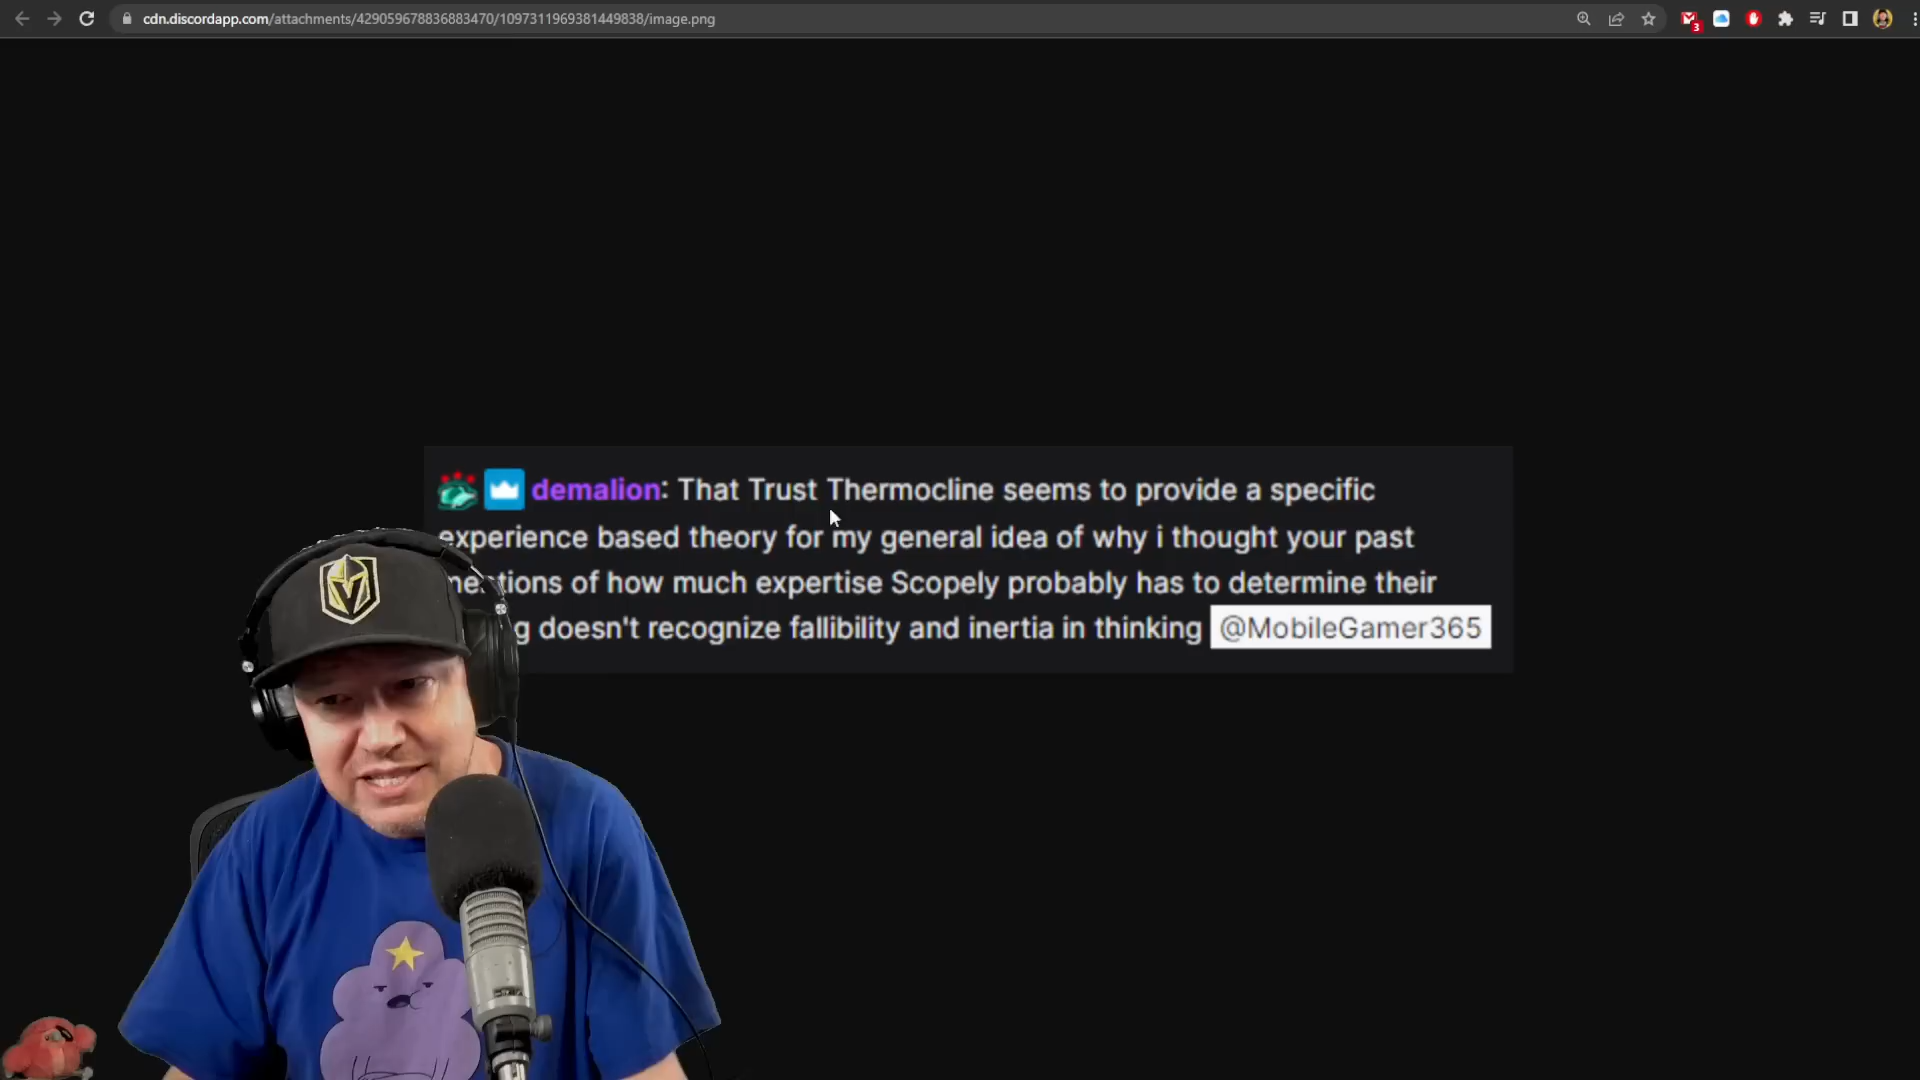 cdn.discordapp.com/attachments/429059678836883470/1097311969381449838/image.png
3
demalion: That Trust Thermocline seems to provide a specific
experience based theory for my general idea of why i thought your past
of how much expertise Scopely probably has to determine their
doesn't recognize fallibility and inertia in thinking @MobileGamer365